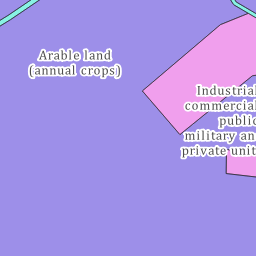 Arable land
(annual crops)
Industrial
commercial
public
military an
private unit